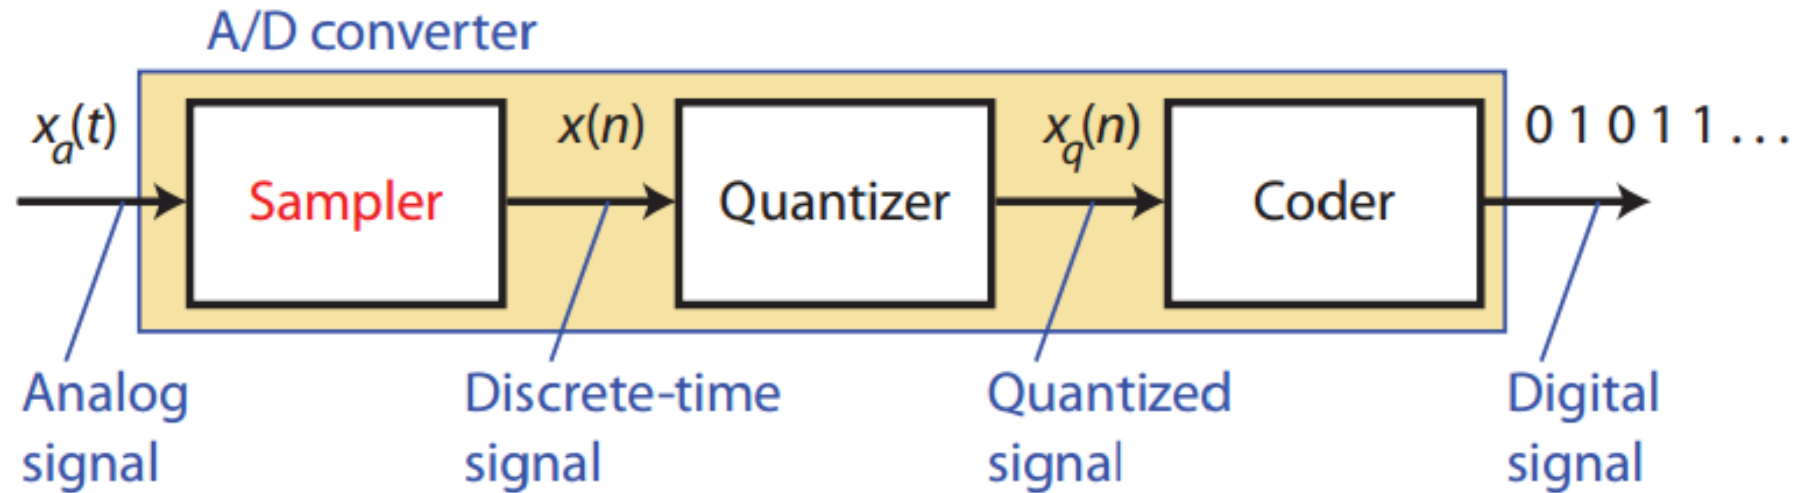 A/D converter
xₐ(t)
x(n)
x_q(n)
0 1 0 1 1 . . .
Sampler
Quantizer
Coder
Analog
signal
Discrete-time
signal
Quantized
signal
Digital
signal